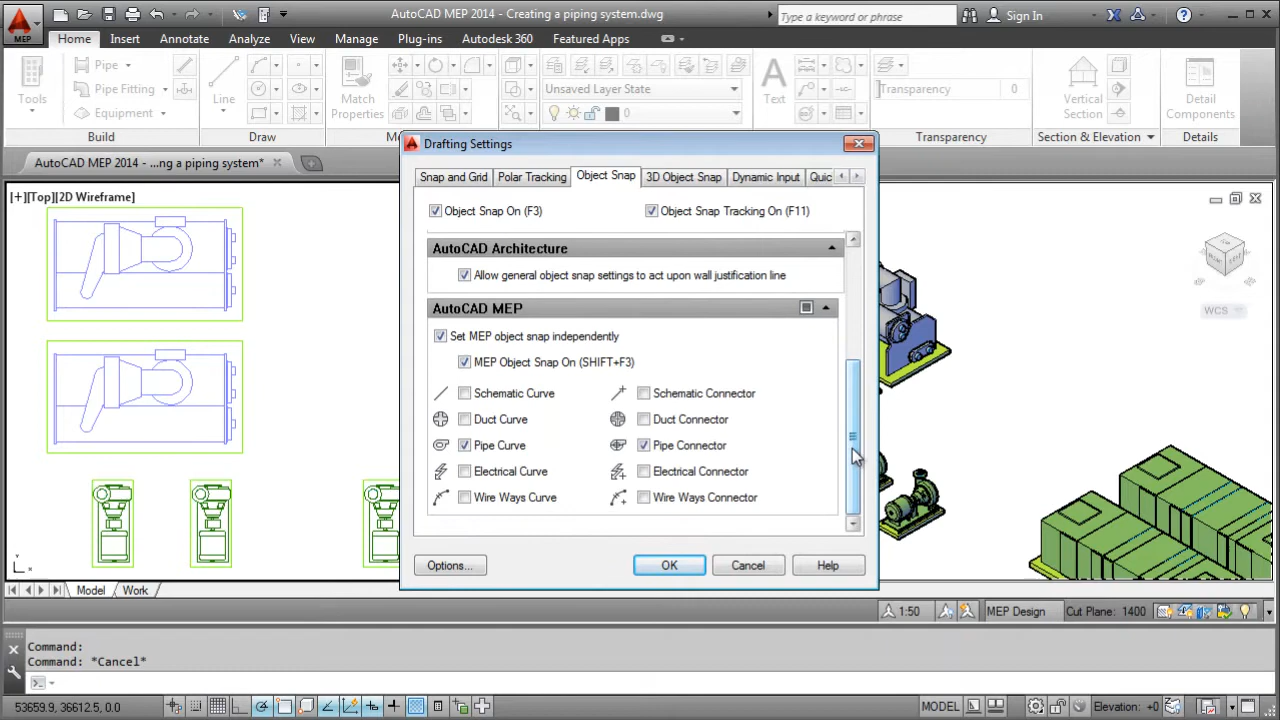 AutoCAD MEP 2014 - Creating a piping system.dwg
Type a keyword or phrase
Sign In
MEP
Home Insert Annotate Analyze View Manage Plug-ins Autodesk 360 Featured Apps
Tools
Pipe
Pipe Fitting
Equipment
Line
Match
Properties
Unsaved Layer State
0
Text
Transparency 0
Vertical
Section
Detail
Components
Build Draw Transparency Section & Elevation Details
AutoCAD MEP 2014 - ...ng a piping system*
[+][Top][2D Wireframe]
WCS
Drafting Settings
Snap and Grid Polar Tracking Object Snap 3D Object Snap Dynamic Input Quic
Object Snap On (F3) Object Snap Tracking On (F11)
AutoCAD Architecture
Allow general object snap settings to act upon wall justification line
AutoCAD MEP
Set MEP object snap independently
MEP Object Snap On (SHIFT+F3)
Schematic Curve Schematic Connector
Duct Curve Duct Connector
Pipe Curve Pipe Connector
Electrical Curve Electrical Connector
Wire Ways Curve Wire Ways Connector
Options... OK Cancel Help
Y
X
Model Work
1:50 MEP Design Cut Plane: 1400
Command:
Command: *Cancel*
53659.9, 36612.5, 0.0 MODEL Elevation: +0